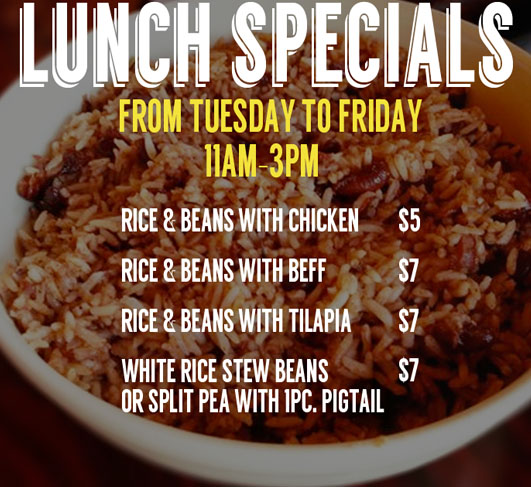 LUNCH SPECIALS
FROM TUESDAY TO FRIDAY
11AM-3PM
RICE & BEANS WITH CHICKEN $5
RICE & BEANS WITH BEFF $7
RICE & BEANS WITH TILAPIA $7
WHITE RICE STEW BEANS $7
OR SPLIT PEA WITH 1PC. PIGTAIL